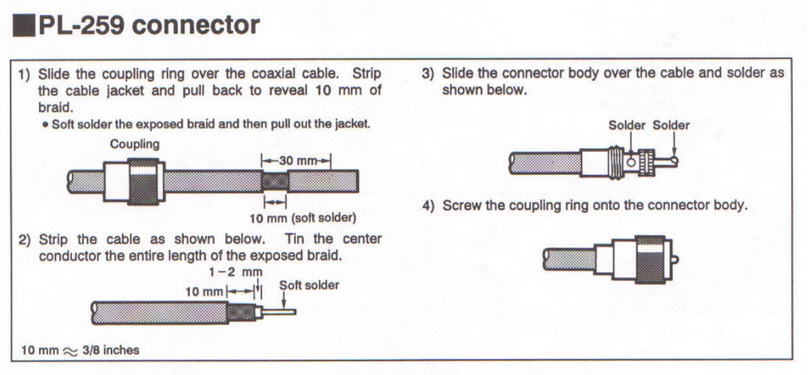 ■PL-259 connector
1) Slide the coupling ring over the coaxial cable. Strip
the cable jacket and pull back to reveal 10 mm of
braid.
• Soft solder the exposed braid and then pull out the jacket.
Coupling
30 mm
10 mm (soft solder)
2) Strip the cable as shown below. Tin the center
conductor the entire length of the exposed braid.
1-2 mm
10 mm
Soft solder
10 mm ≈ 3/8 inches
3) Slide the connector body over the cable and solder as
shown below.
Solder Solder
4) Screw the coupling ring onto the connector body.